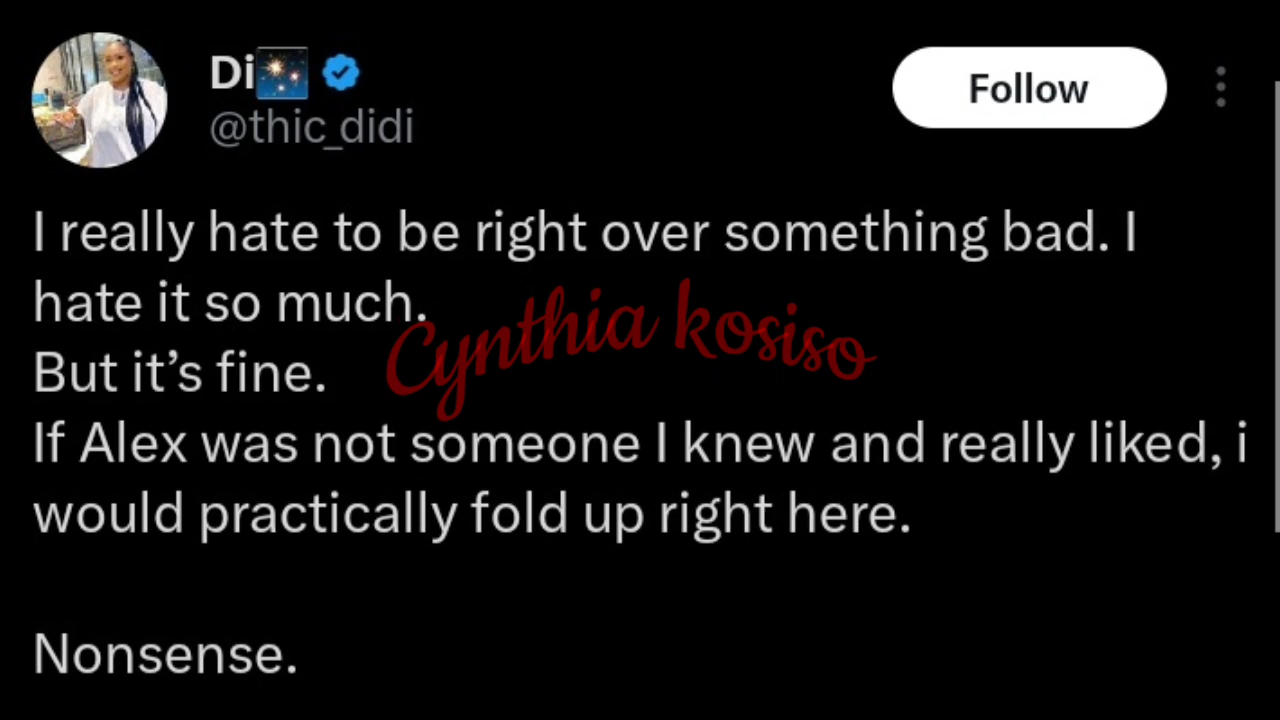 Di🎇
Follow
@thic_didi
I really hate to be right over something bad. I
hate it so much.
Cynthia kosiso
But it’s fine.
If Alex was not someone I knew and really liked, i
would practically fold up right here.
Nonsense.